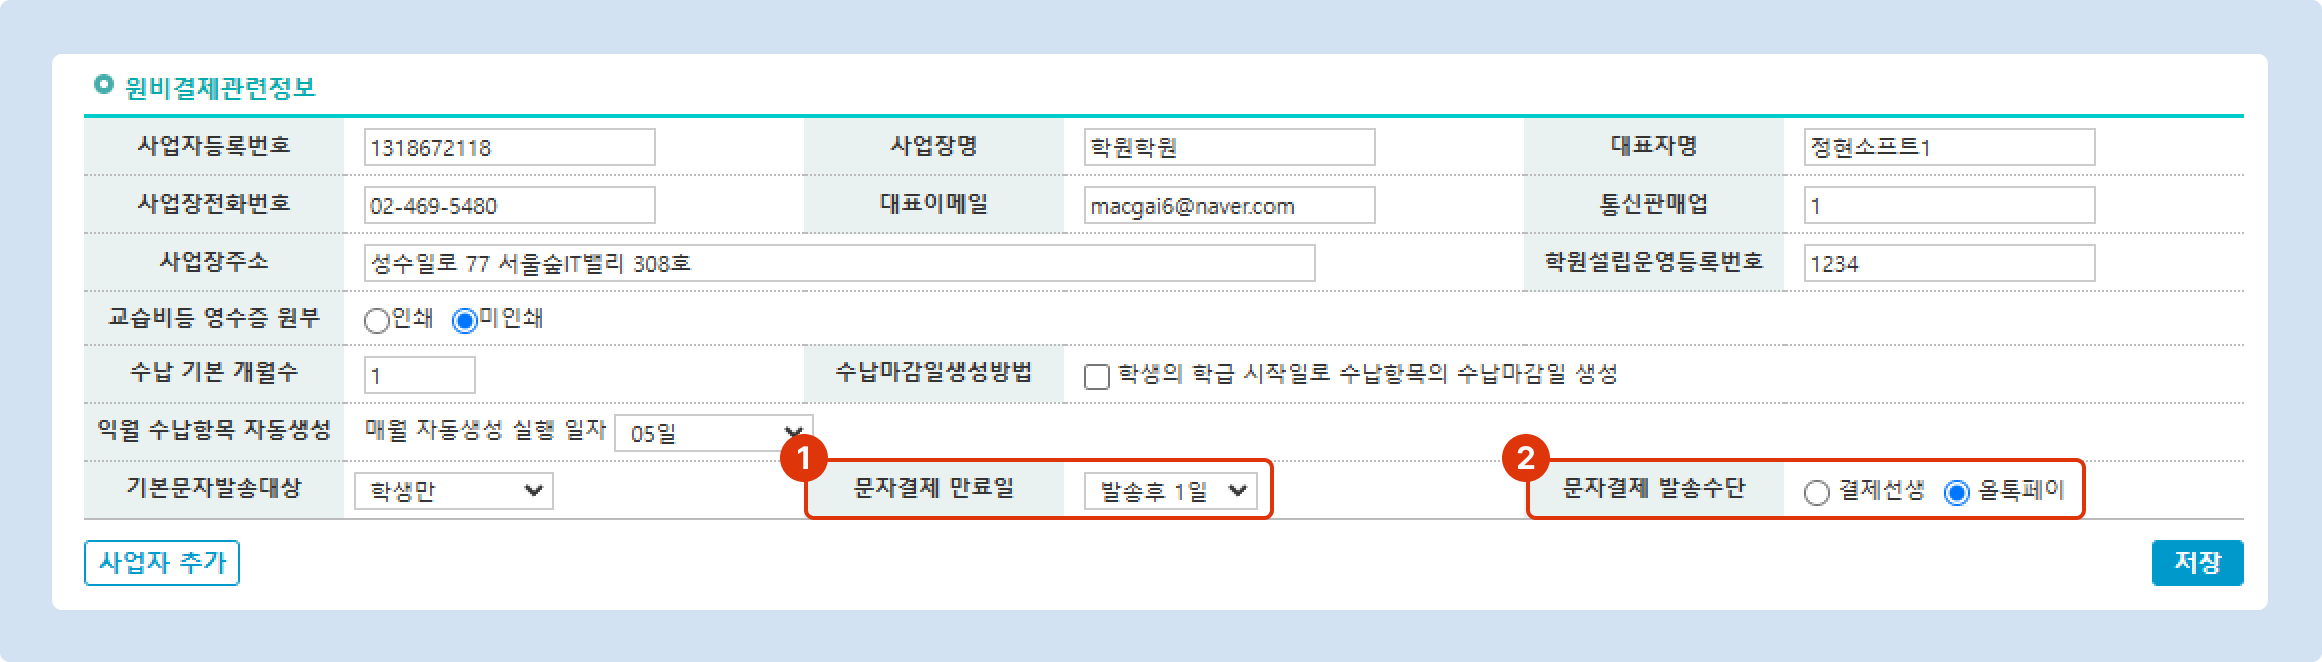 원비결제관련정보
사업자등록번호 1318672118 사업장명 학원학원 대표자명 정현소프트1
사업장전화번호 02-469-5480 대표이메일 macgai6@naver.com 통신판매업 1
사업장주소 성수일로 77 서울숲IT밸리 308호 학원설립운영등록번호 1234
교습비등 영수증 원부 인쇄 미인쇄
수납 기본 개월수 1 수납마감일생성방법 학생의 학급 시작일로 수납항목의 수납마감일 생성
익월 수납항목 자동생성 매월 자동생성 실행 일자 05일
1 2
기본문자발송대상 학생만 문자결제 만료일 발송후 1일 문자결제 발송수단 결제선생 올톡페이
사업자 추가 저장